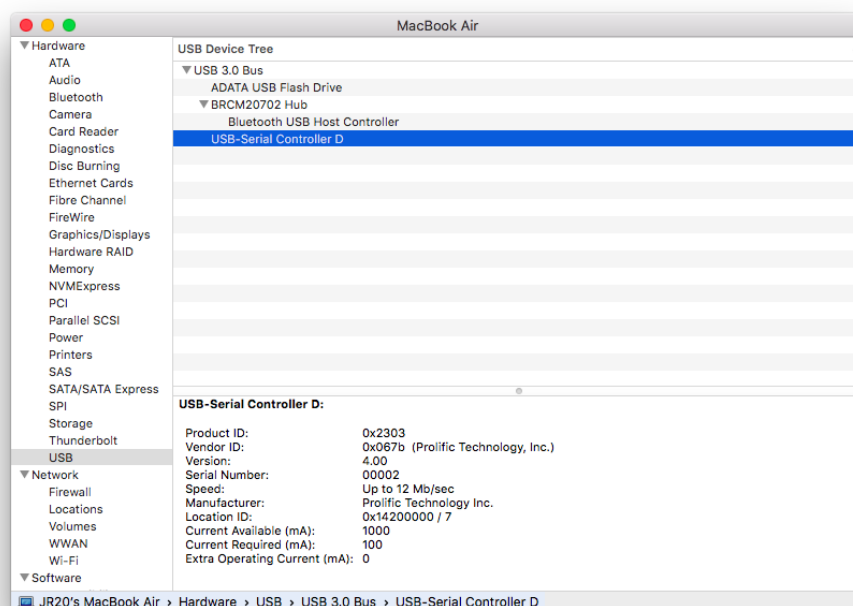 MacBook Air
Hardware
ATA
Audio
Bluetooth
Camera
Card Reader
Diagnostics
Disc Burning
Ethernet Cards
Fibre Channel
FireWire
Graphics/Displays
Hardware RAID
Memory
NVMExpress
PCI
Parallel SCSI
Power
Printers
SAS
SATA/SATA Express
SPI
Storage
Thunderbolt
USB
Network
Firewall
Locations
Volumes
WWAN
Wi-Fi
Software
USB Device Tree
USB 3.0 Bus
ADATA USB Flash Drive
BRCM20702 Hub
Bluetooth USB Host Controller
USB-Serial Controller D
USB-Serial Controller D:
Product ID: 0x2303
Vendor ID: 0x067b (Prolific Technology, Inc.)
Version: 4.00
Serial Number: 00002
Speed: Up to 12 Mb/sec
Manufacturer: Prolific Technology Inc.
Location ID: 0x14200000 / 7
Current Available (mA): 1000
Current Required (mA): 100
Extra Operating Current (mA): 0
JR20's MacBook Air › Hardware › USB › USB 3.0 Bus › USB-Serial Controller D